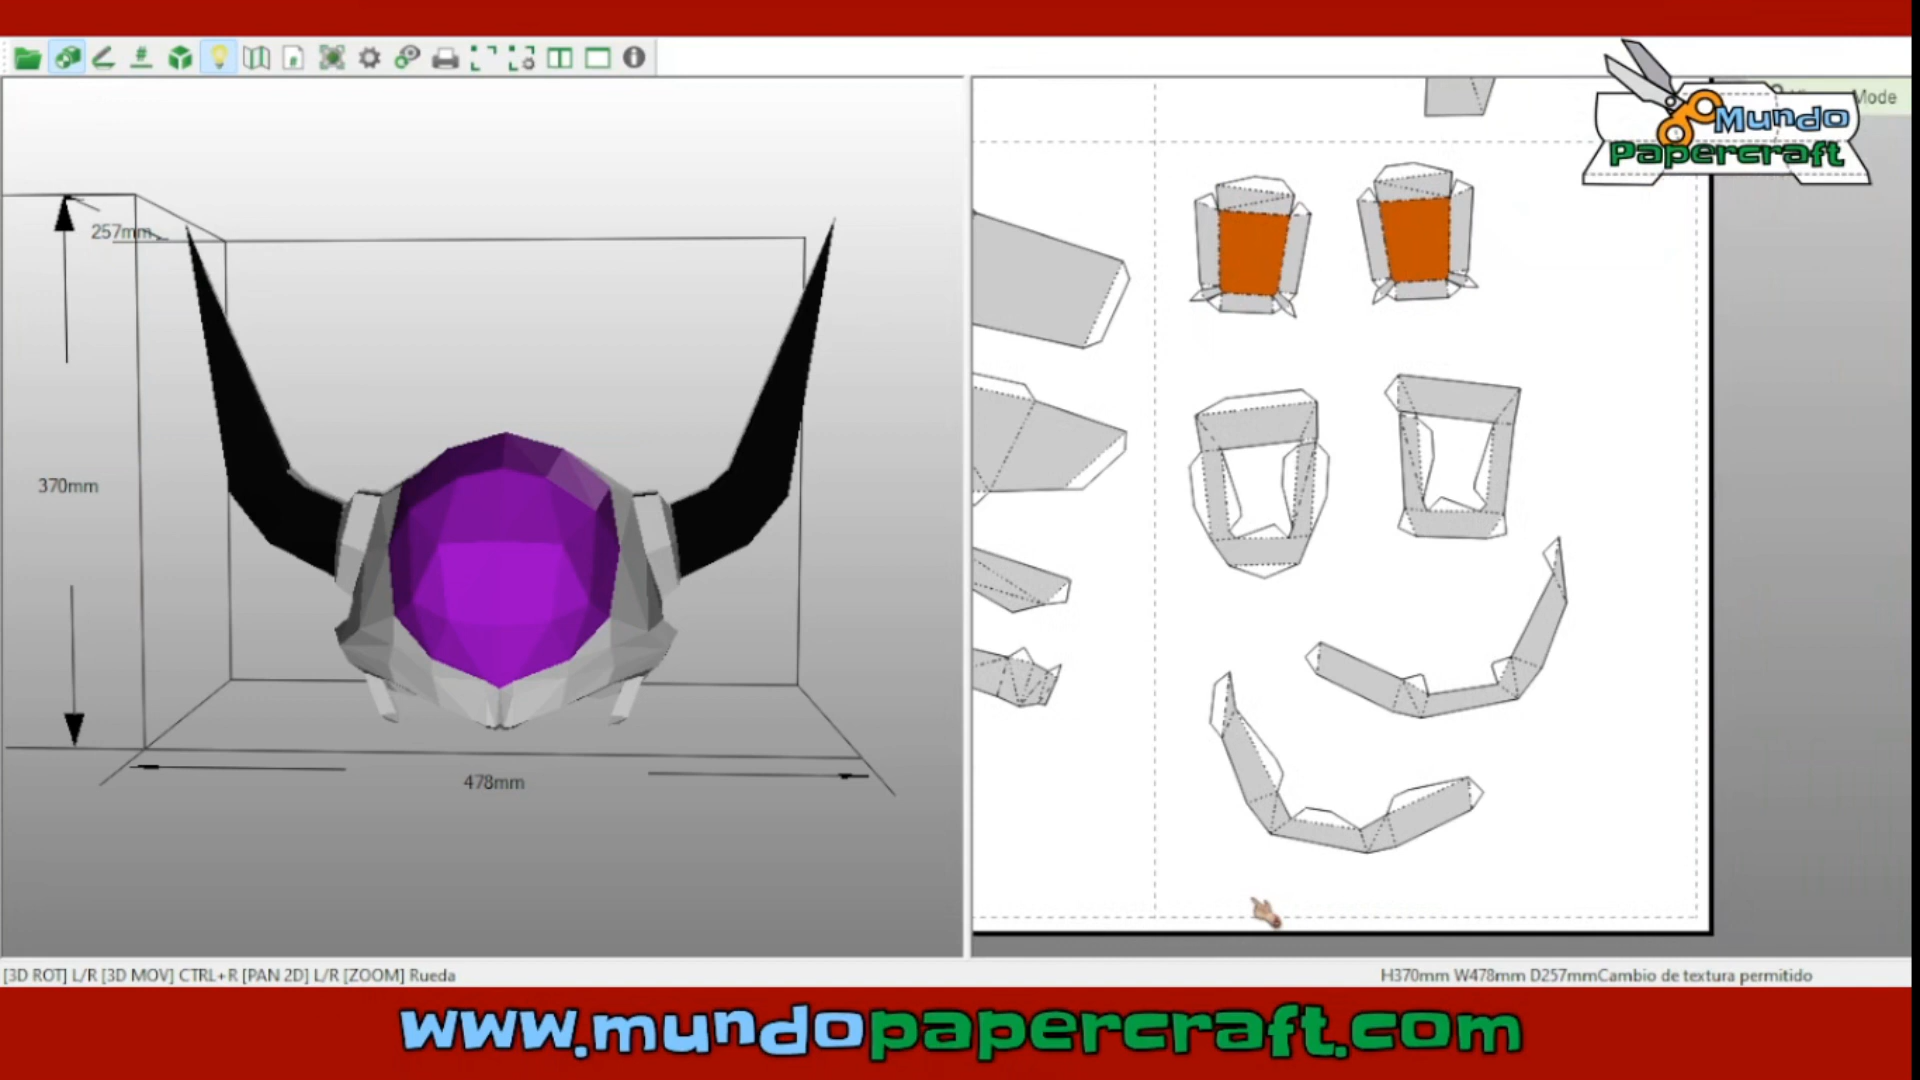 Mode
Mundo
Papercraft
257mm
370mm
478mm
[3D ROT] L/R [3D MOV] CTRL+R [PAN 2D] L/R [ZOOM] Rueda
H370mm W478mm D257mmCambio de textura permitido
www.mundopapercraft.com